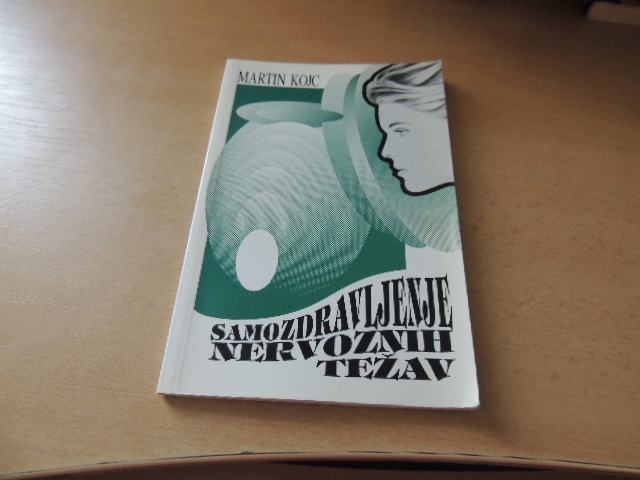 MARTIN KOJC
SAMOZDRAVLJENJE
NERVOZNIH
TEŽAV